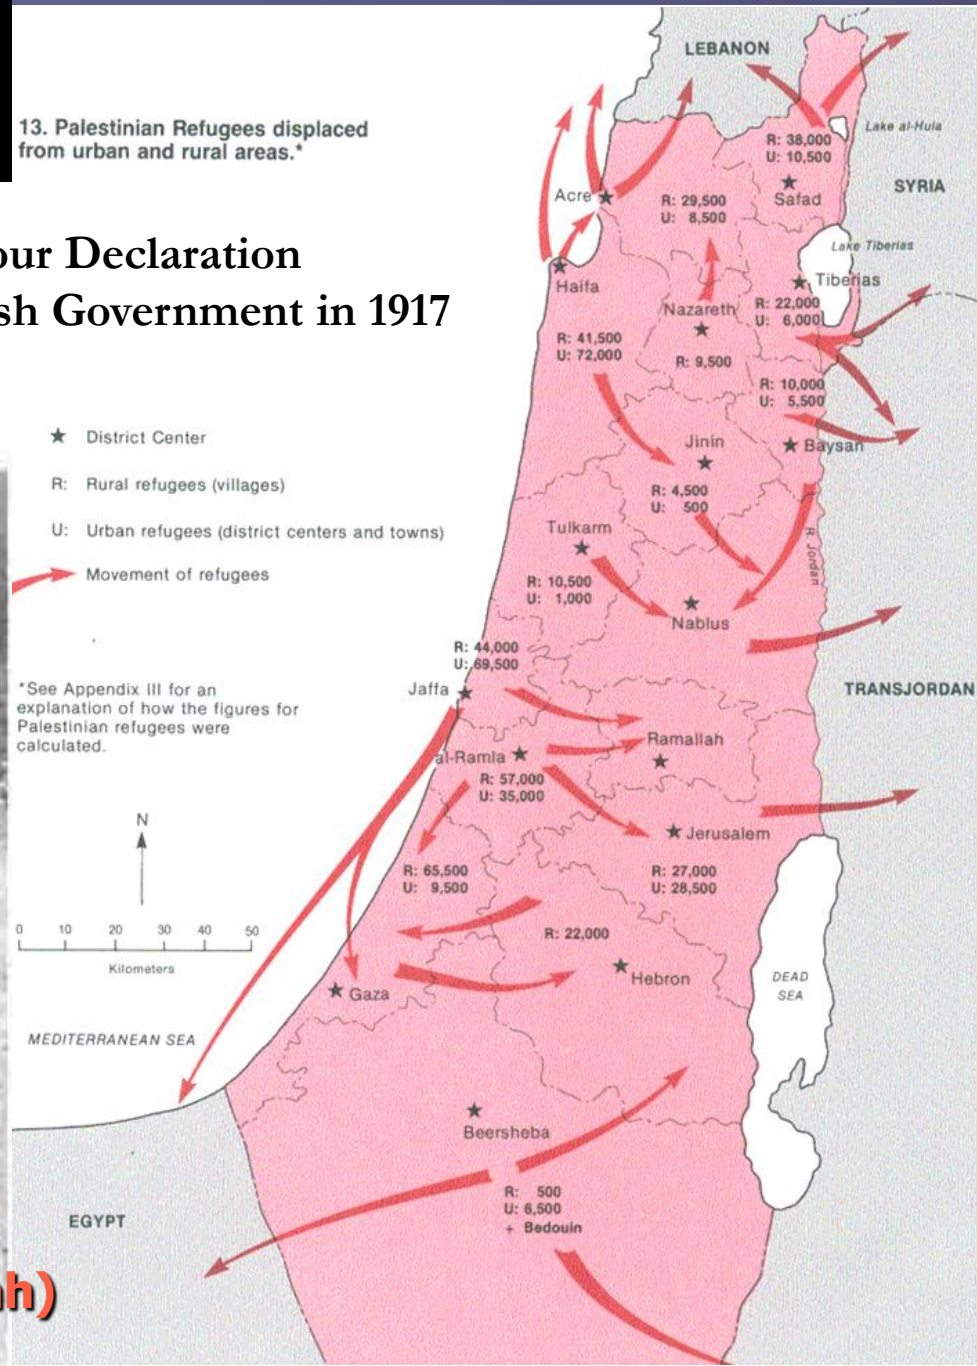 13. Palestinian Refugees displaced
from urban and rural areas.*
our Declaration
sh Government in 1917
★ District Center
R: Rural refugees (villages)
U: Urban refugees (district centers and towns)
Movement of refugees
*See Appendix III for an
explanation of how the figures for
Palestinian refugees were
calculated.
N
0 10 20 30 40 50
Kilometers
MEDITERRANEAN SEA
EGYPT
h)
LEBANON
Lake al-Hula
R: 38,000
U: 10,500
Safad
SYRIA
Acre
R: 29,500
U: 8,500
Lake Tiberias
Haifa
Tiberias
R: 22,000
U: 6,000
Nazareth
R: 9,500
R: 41,500
U: 72,000
R: 10,000
U: 5,500
Baysan
Jinin
R: 4,500
U: 500
R. Jordan
Tulkarm
R: 10,500
U: 1,000
Nablus
R: 44,000
U: 69,500
Jaffa
TRANSJORDAN
Ramallah
al-Ramla
R: 57,000
U: 35,000
Jerusalem
R: 27,000
U: 28,500
R: 65,500
U: 9,500
R: 22,000
Hebron
Gaza
DEAD
SEA
Beersheba
R: 500
U: 6,500
+ Bedouin